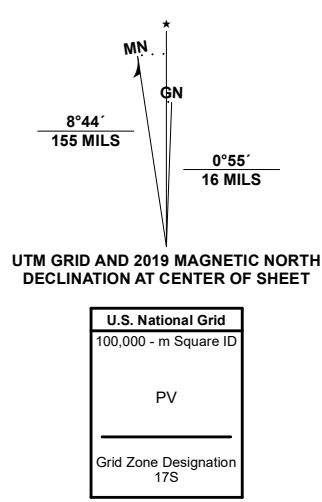 MN
GN
8°44´
155 MILS
0°55´
16 MILS
UTM GRID AND 2019 MAGNETIC NORTH
DECLINATION AT CENTER OF SHEET
U.S. National Grid
100,000 - m Square ID
PV
Grid Zone Designation
17S